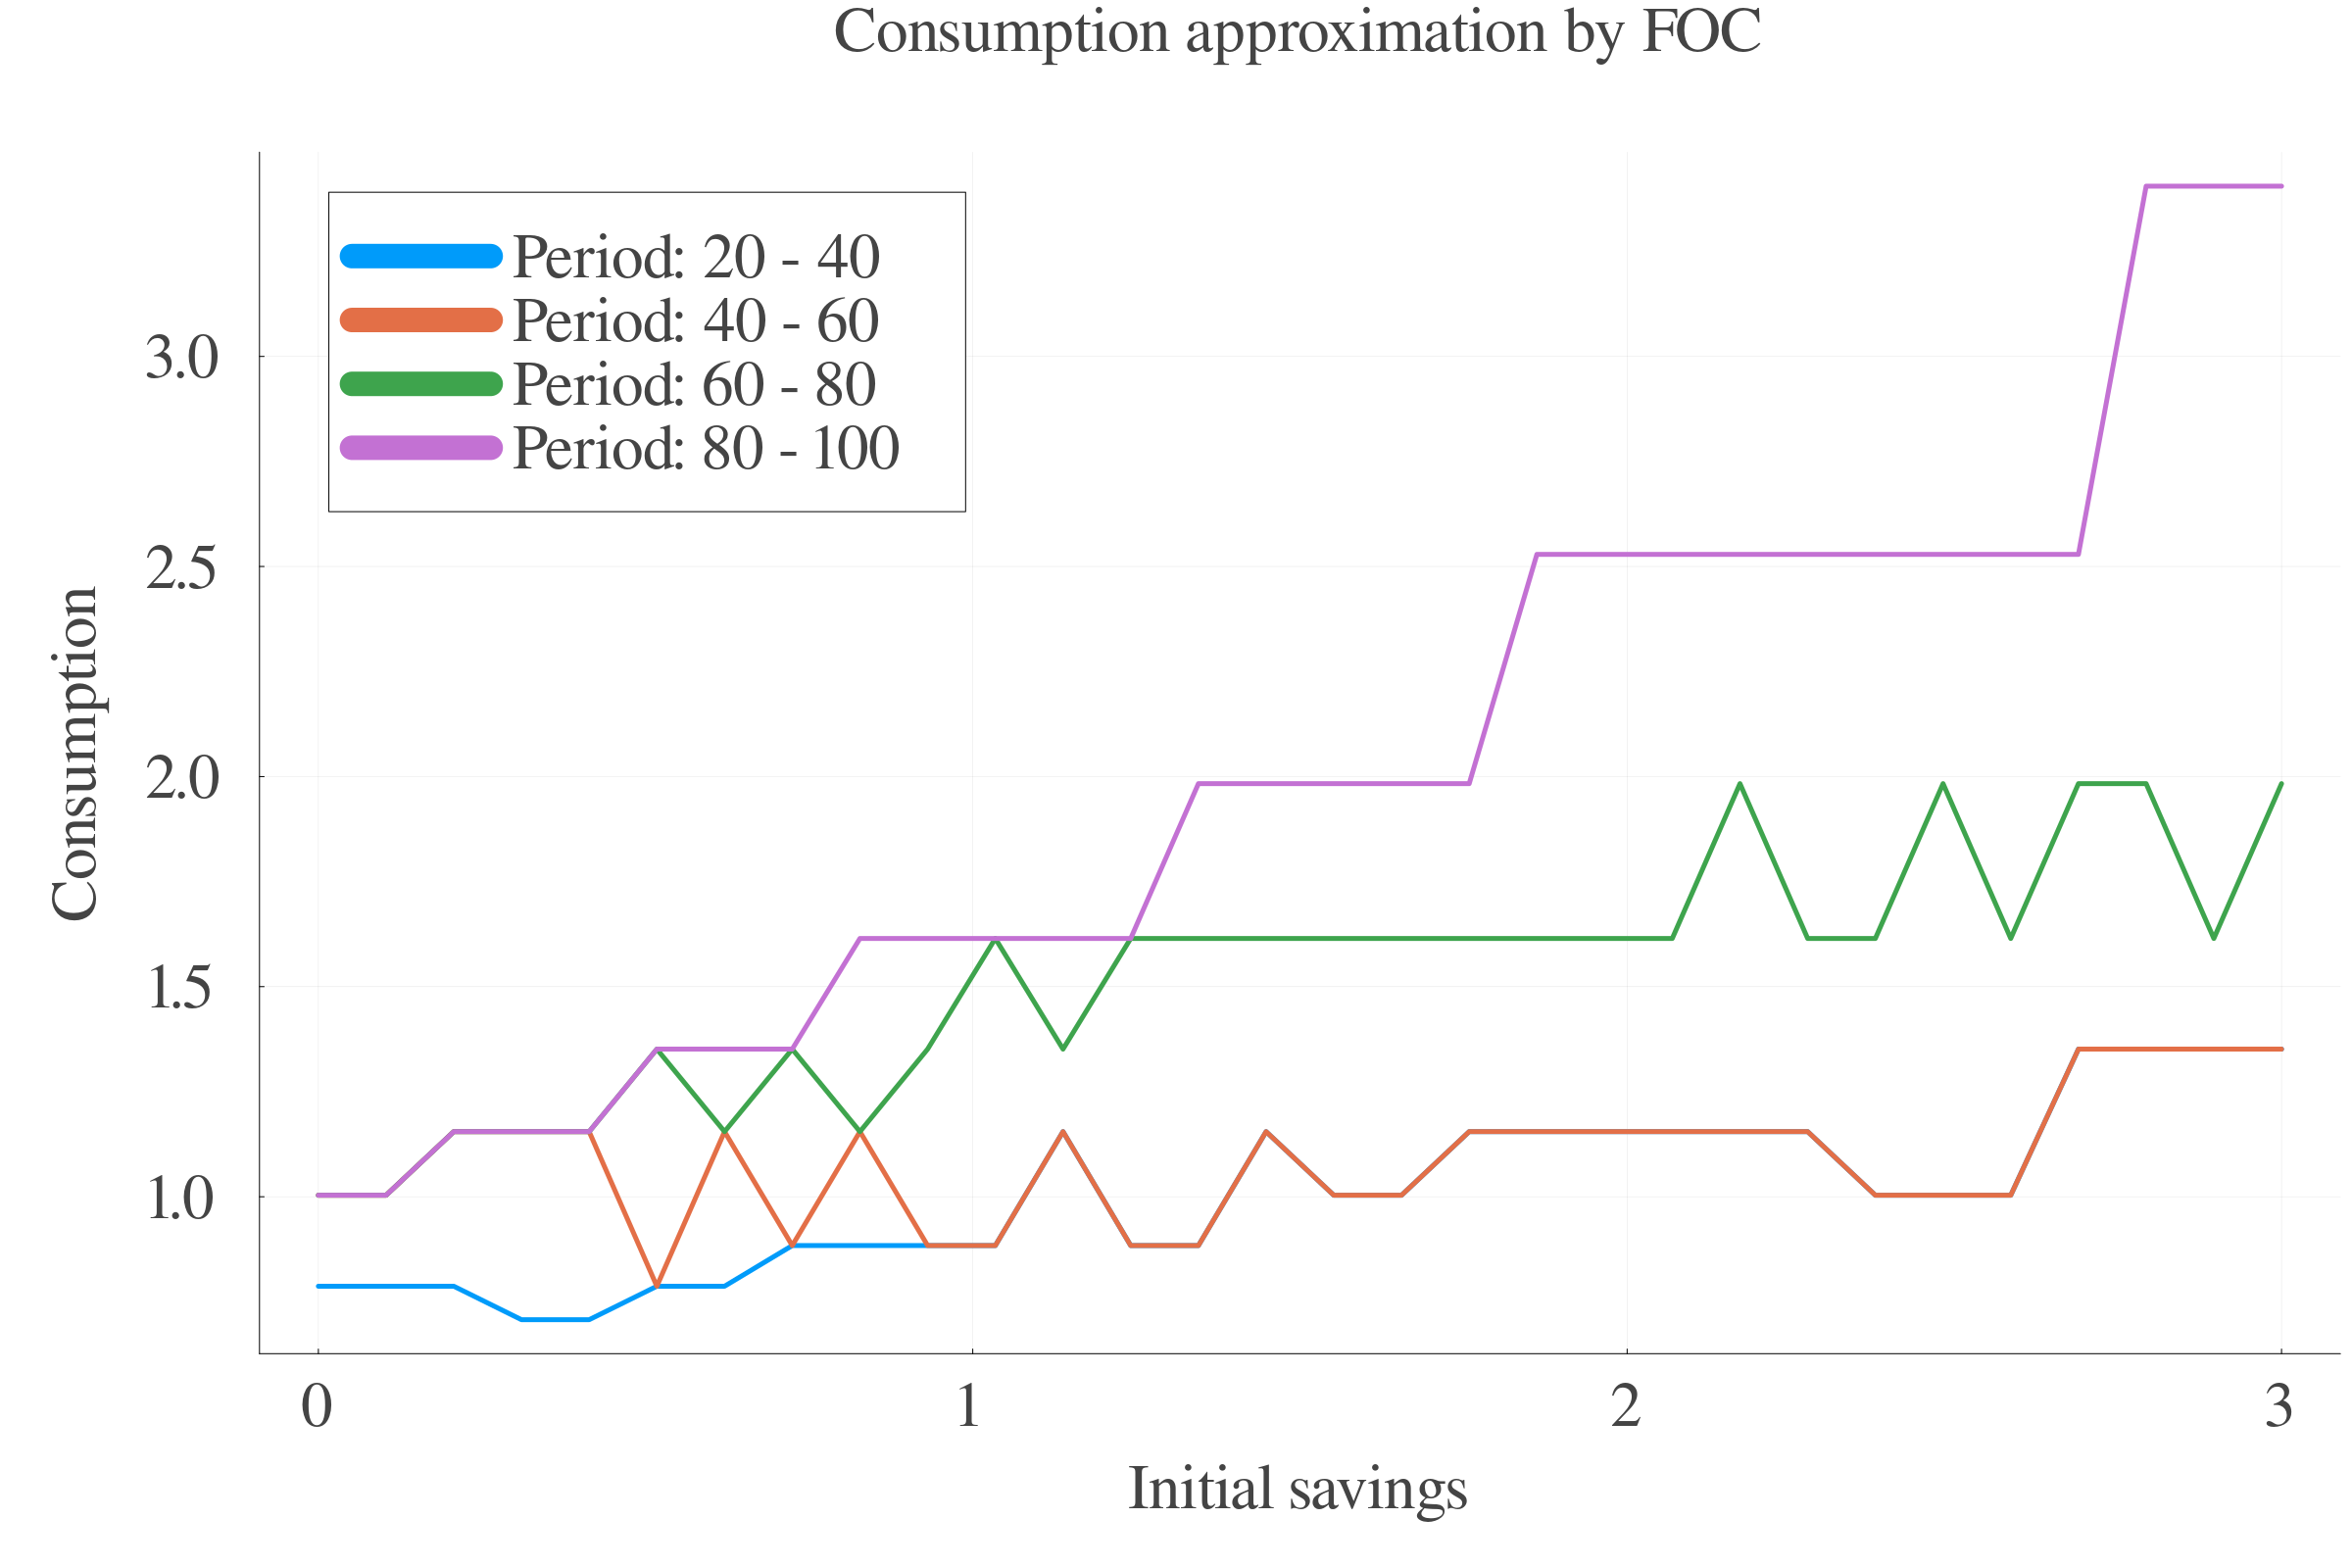 Consumption approximation by FOC
Period: 20 - 40
Period: 40 - 60
Period: 60 - 80
Period: 80 - 100
3.0
2.5
2.0
1.5
1.0
Consumption
0 1 2 3
Initial savings